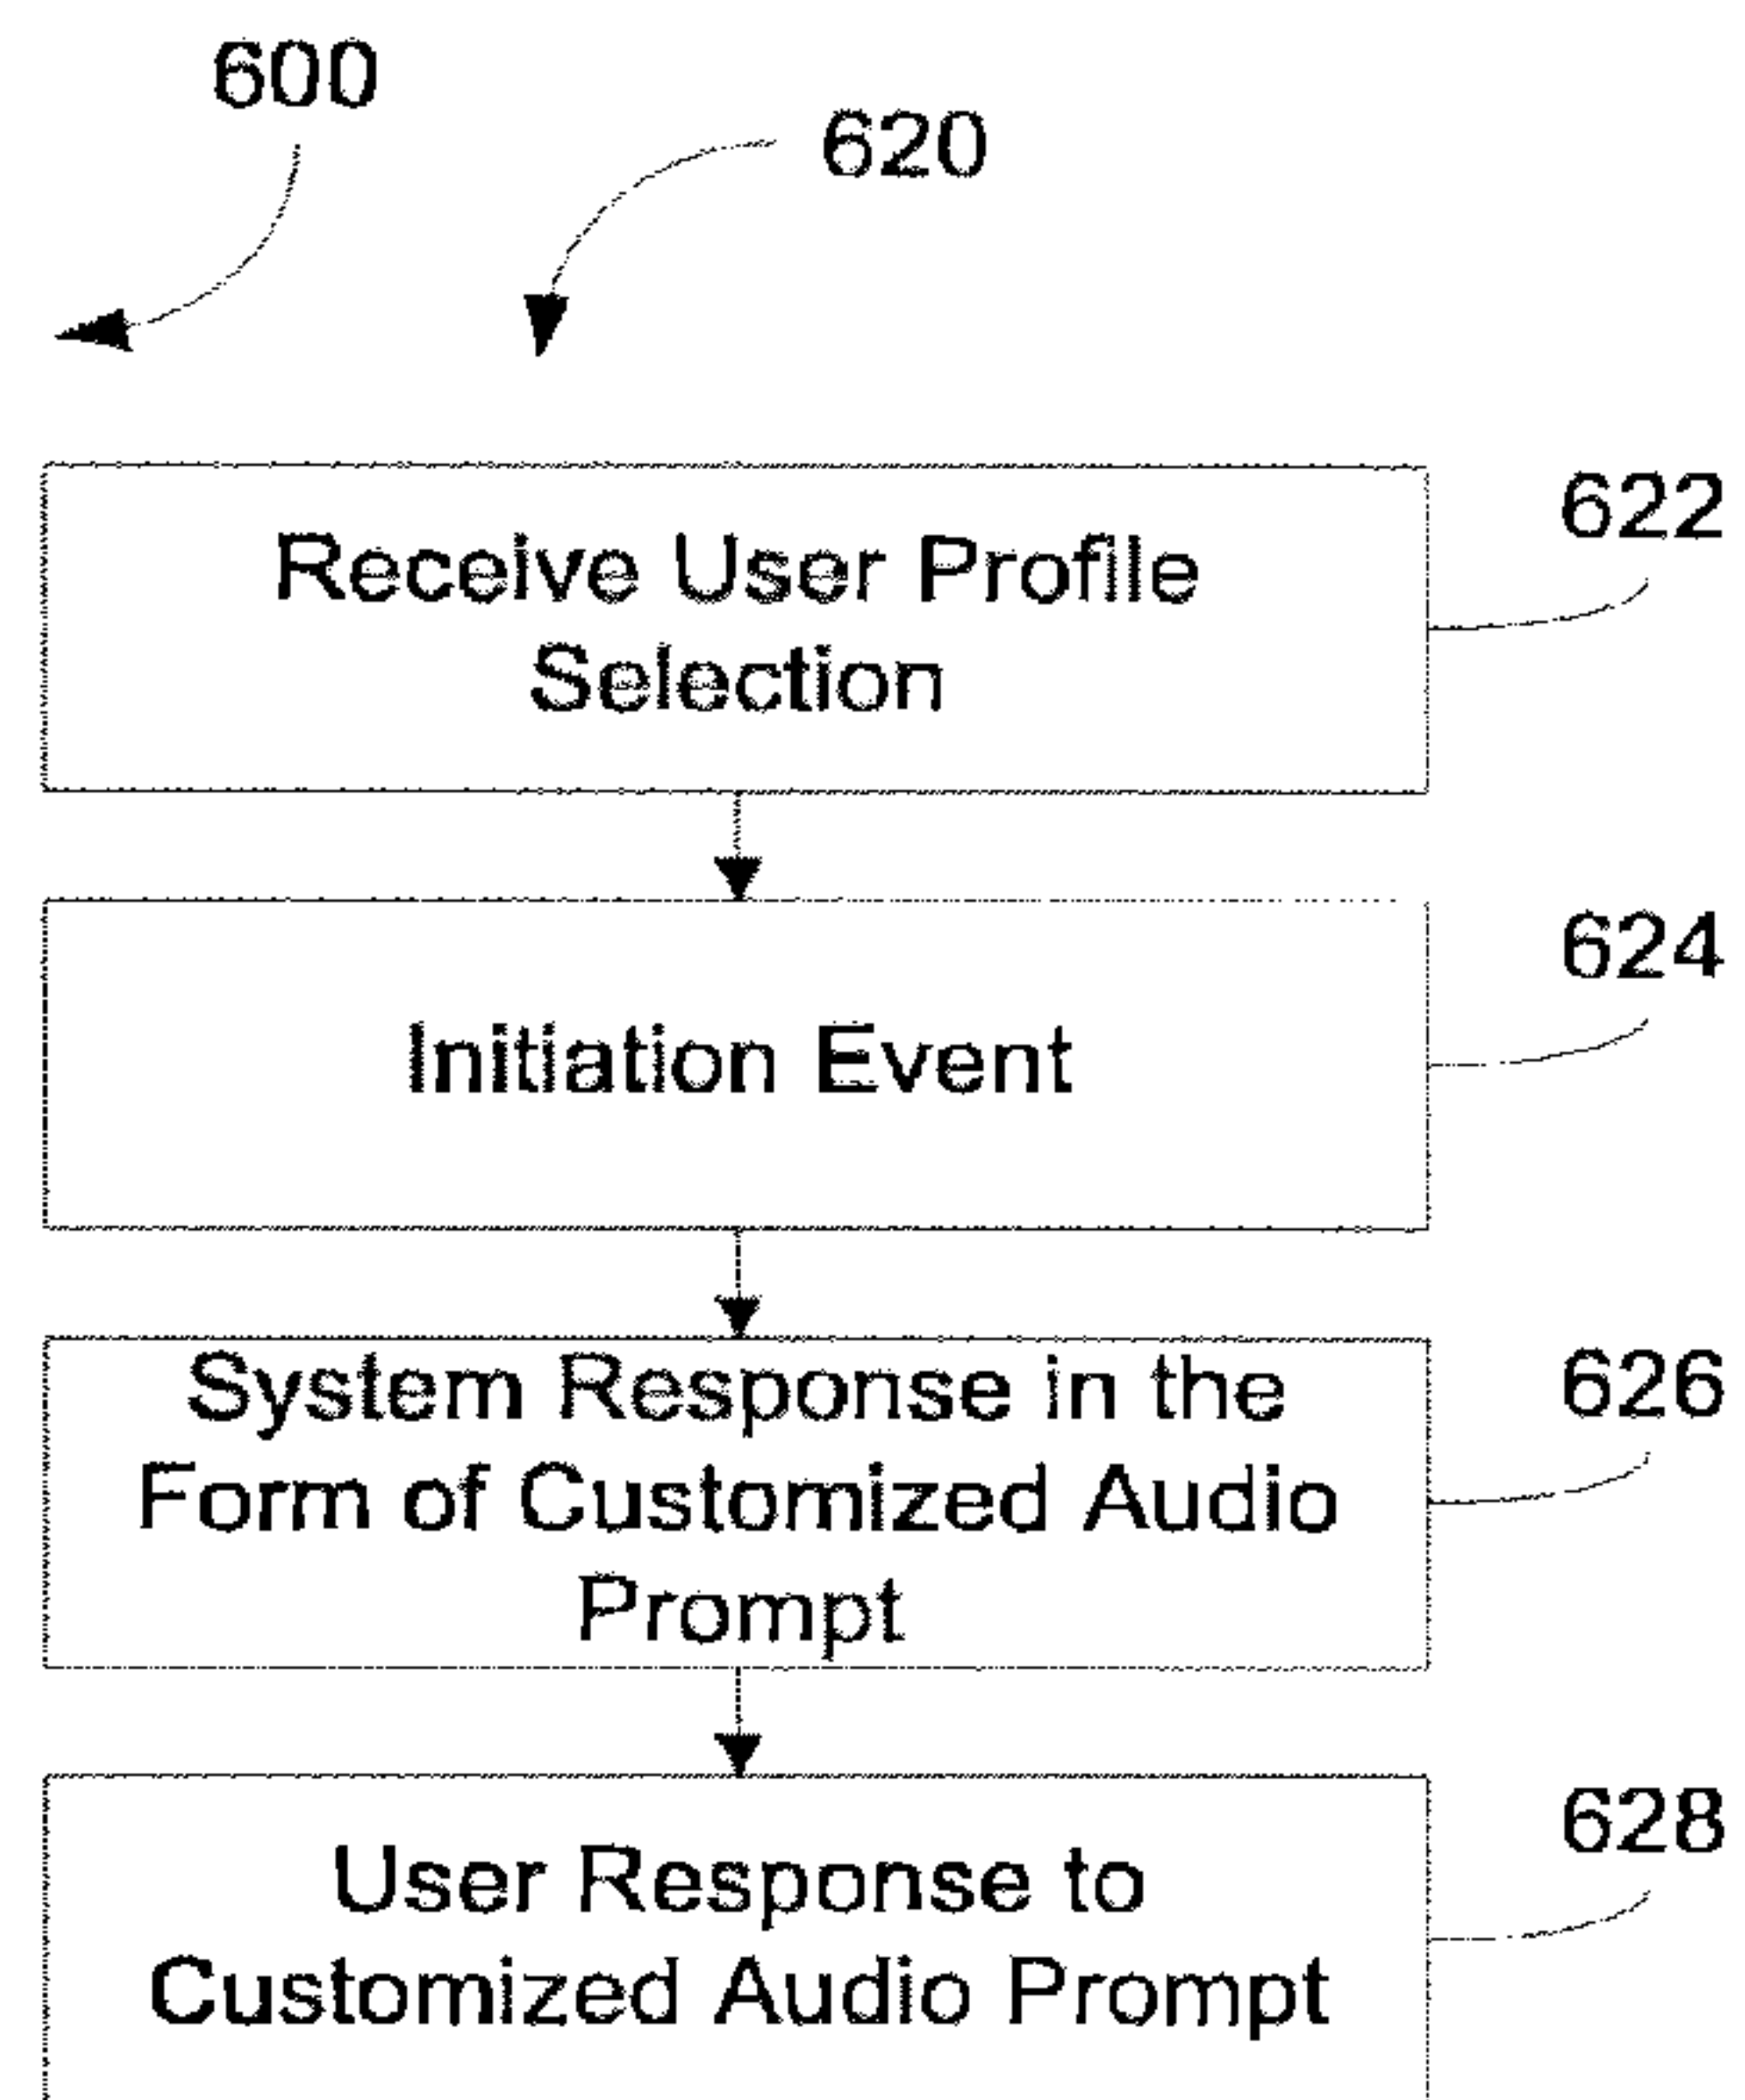 600
620
Receive User Profile
Selection
622
Initiation Event
624
System Response in the
Form of Customized Audio
Prompt
626
User Response to
Customized Audio Prompt
628